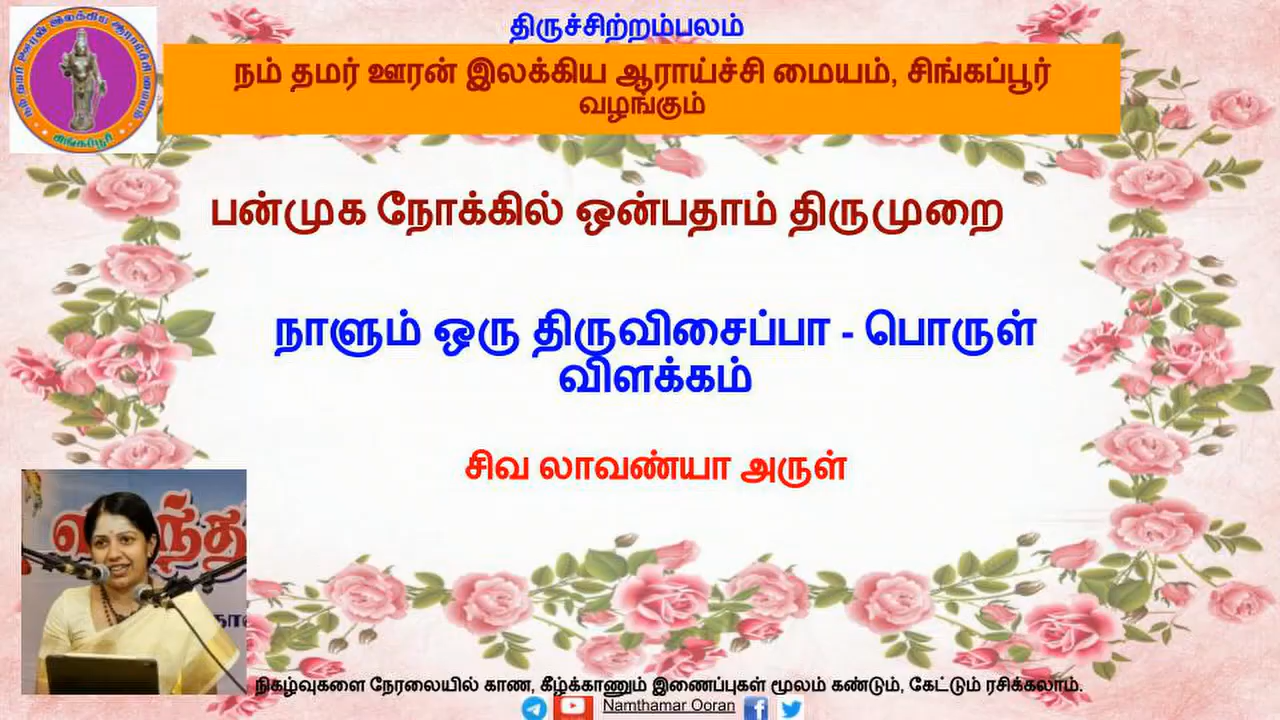 திருச்சிற்றம்பலம்
நம் தமர் ஊரன் இலக்கிய ஆராய்ச்சி மையம், சிங்கப்பூர்
வழங்கும்
பன்முக நோக்கில் ஒன்பதாம் திருமுறை
நாளும் ஒரு திருவிசைப்பா - பொருள்
விளக்கம்
சிவ லாவண்யா அருள்
நிகழ்வுகளை நேரலையில் காண, கீழ்க்காணும் இணைப்புகள் மூலம் கண்டும், கேட்டும் ரசிக்கலாம்.
Namthamar Ooran